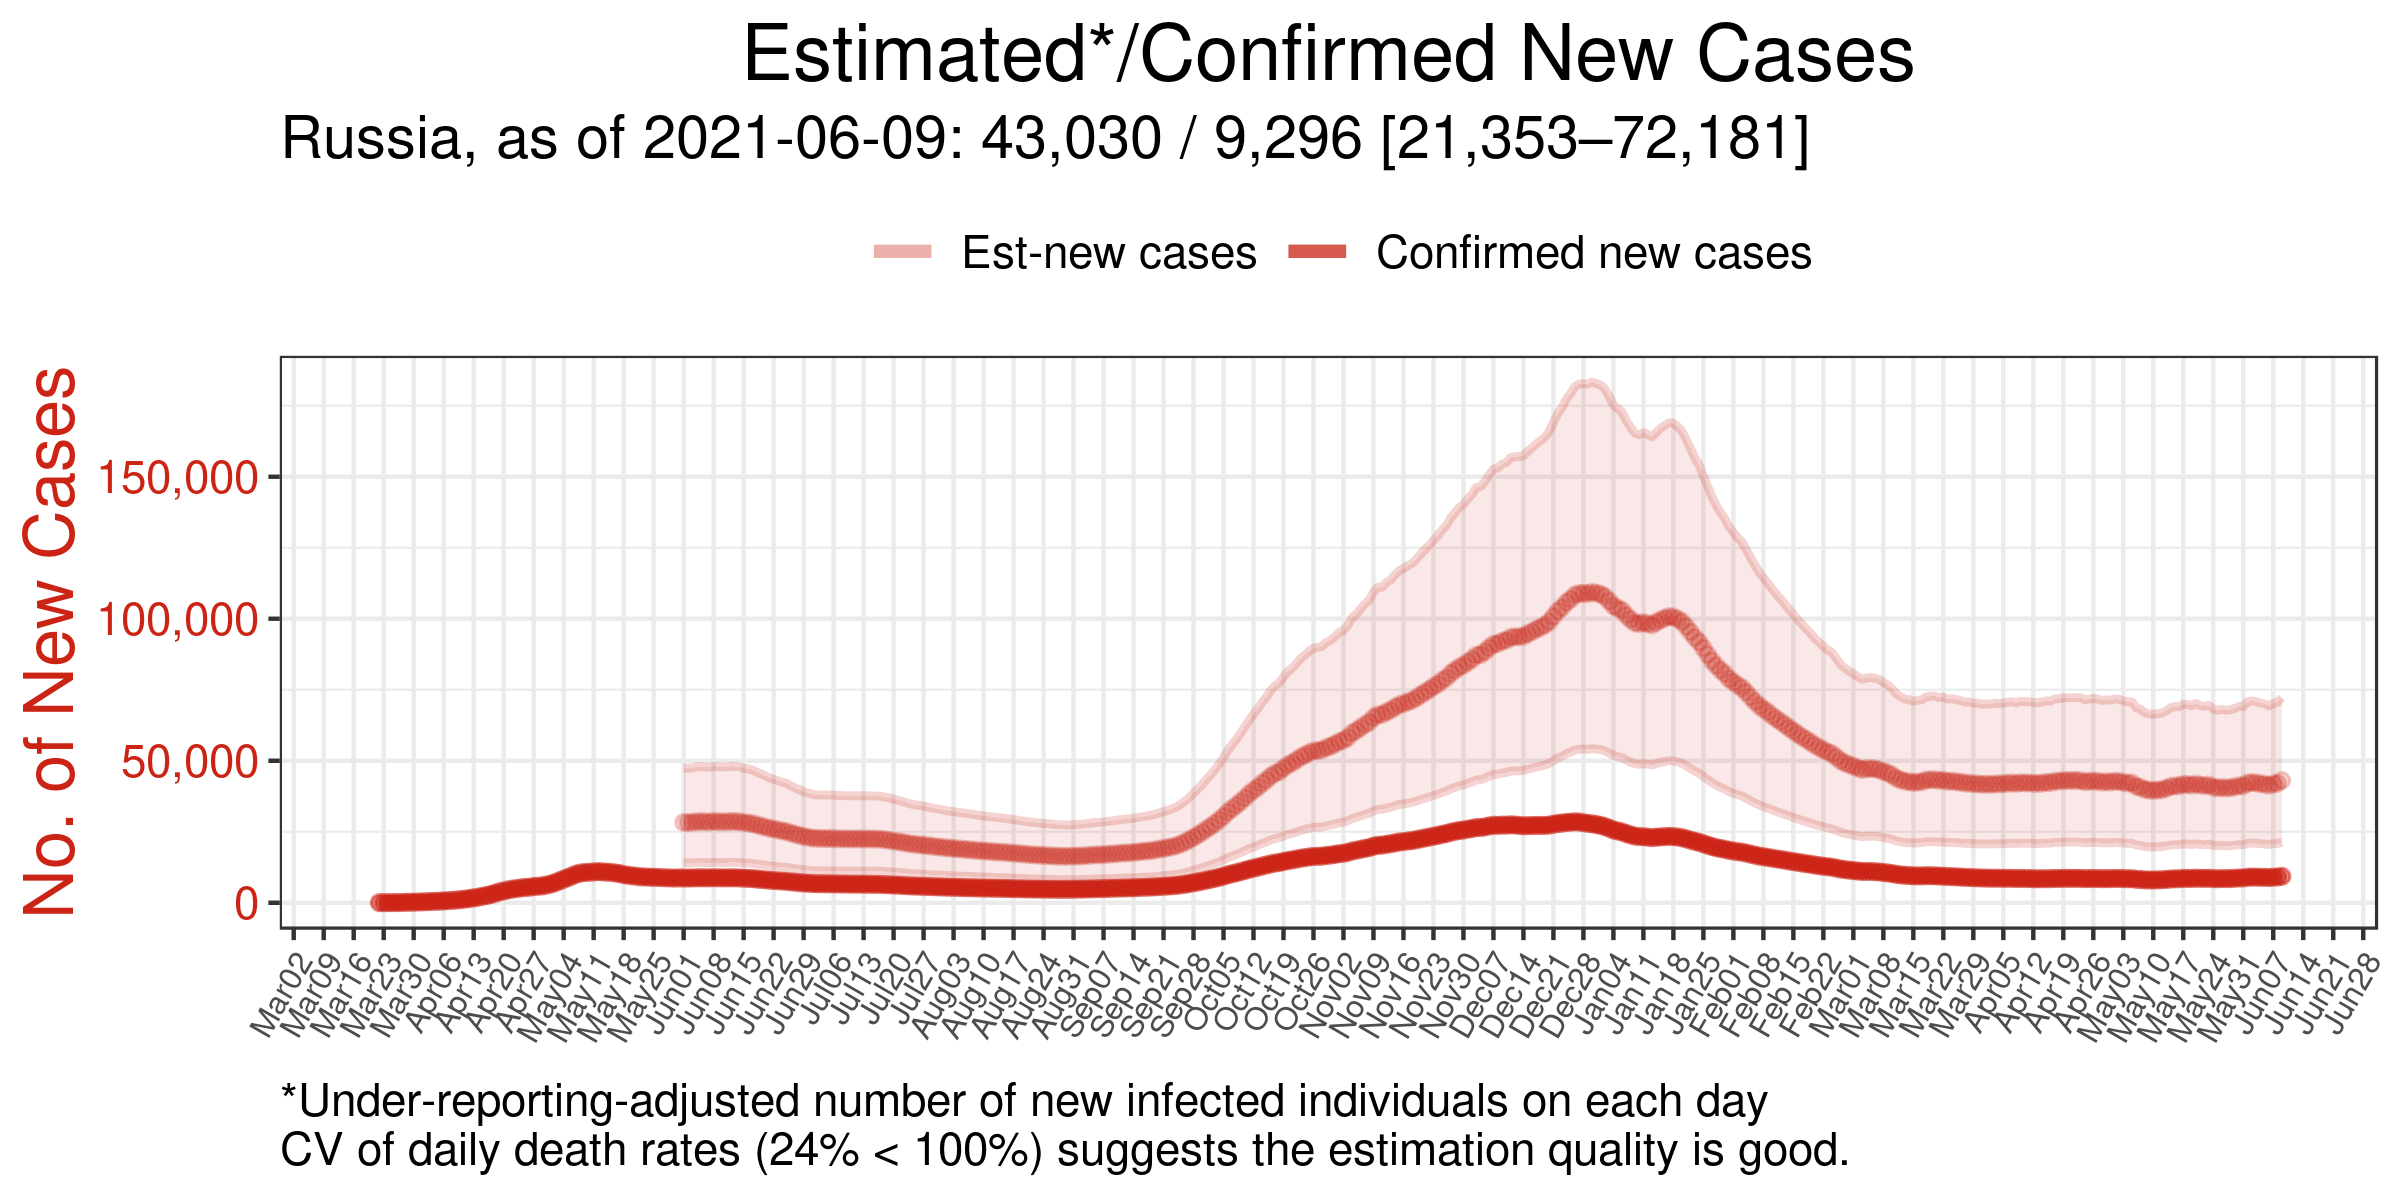 Estimated*/Confirmed New Cases
Russia, as of 2021-06-09: 43,030 / 9,296 [21,353–72,181]
Est-new cases
Confirmed new cases
No. of New Cases
150,000
100,000
50,000
0
Mar02
Mar09
Mar16
Mar23
Mar30
Apr06
Apr13
Apr20
Apr27
May04
May11
May18
May25
Jun01
Jun08
Jun15
Jun22
Jun29
Jul06
Jul13
Jul20
Jul27
Aug03
Aug10
Aug17
Aug24
Aug31
Sep07
Sep14
Sep21
Sep28
Oct05
Oct12
Oct19
Oct26
Nov02
Nov09
Nov16
Nov23
Nov30
Dec07
Dec14
Dec21
Dec28
Jan04
Jan11
Jan18
Jan25
Feb01
Feb08
Feb15
Feb22
Mar01
Mar08
Mar15
Mar22
Mar29
Apr05
Apr12
Apr19
Apr26
May03
May10
May17
May24
May31
Jun07
Jun14
Jun21
Jun28
*Under-reporting-adjusted number of new infected individuals on each day
CV of daily death rates (24% < 100%) suggests the estimation quality is good.